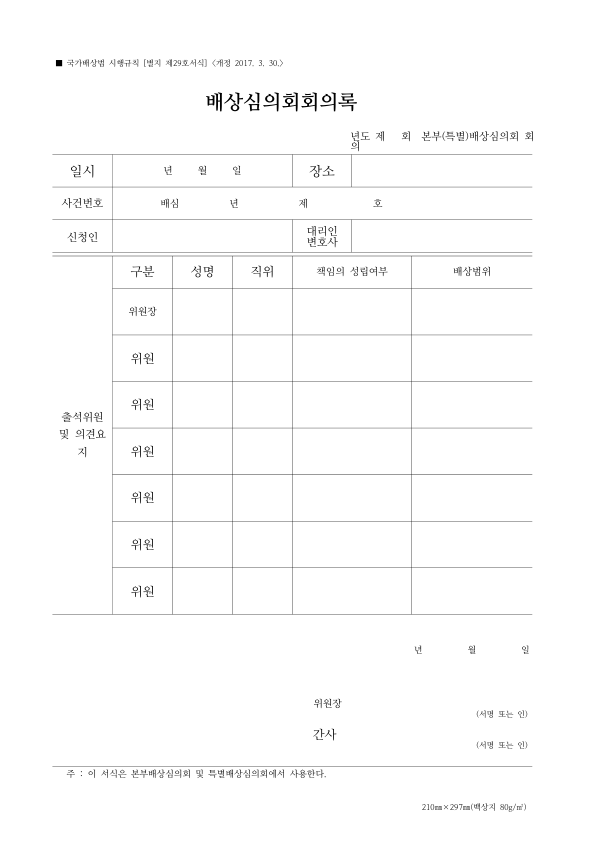 ■ 국가배상법 시행규칙 [별지 제29호서식] <개정 2017. 3. 30.>
배상심의회회의록
년도 제 회 본부(특별)배상심의회 회
의
일시 년 월 일 장소
사건번호 배심 년 제 호
신청인 대리인
변호사
구분 성명 직위 책임의 성립여부 배상범위
위원장
위원
위원
출석위원
및 의견요
지
위원
위원
위원
위원
년 월 일
위원장
(서명 또는 인)
간사
(서명 또는 인)
주 : 이 서식은 본부배상심의회 및 특별배상심의회에서 사용한다.
210㎜×297㎜(백상지 80g/㎡)